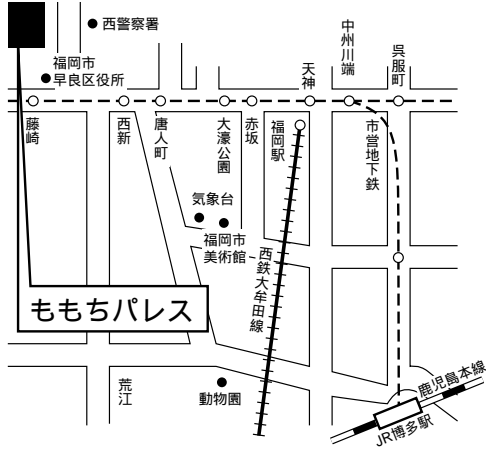 西警察署
福岡市
早良区役所
中州川端
呉服町
天神
藤崎
西新
唐人町
大濠公園
赤坂
福岡駅
市営地下鉄
気象台
福岡市
美術館
西鉄大牟田線
ももちパレス
荒江
動物園
鹿児島本線
JR博多駅